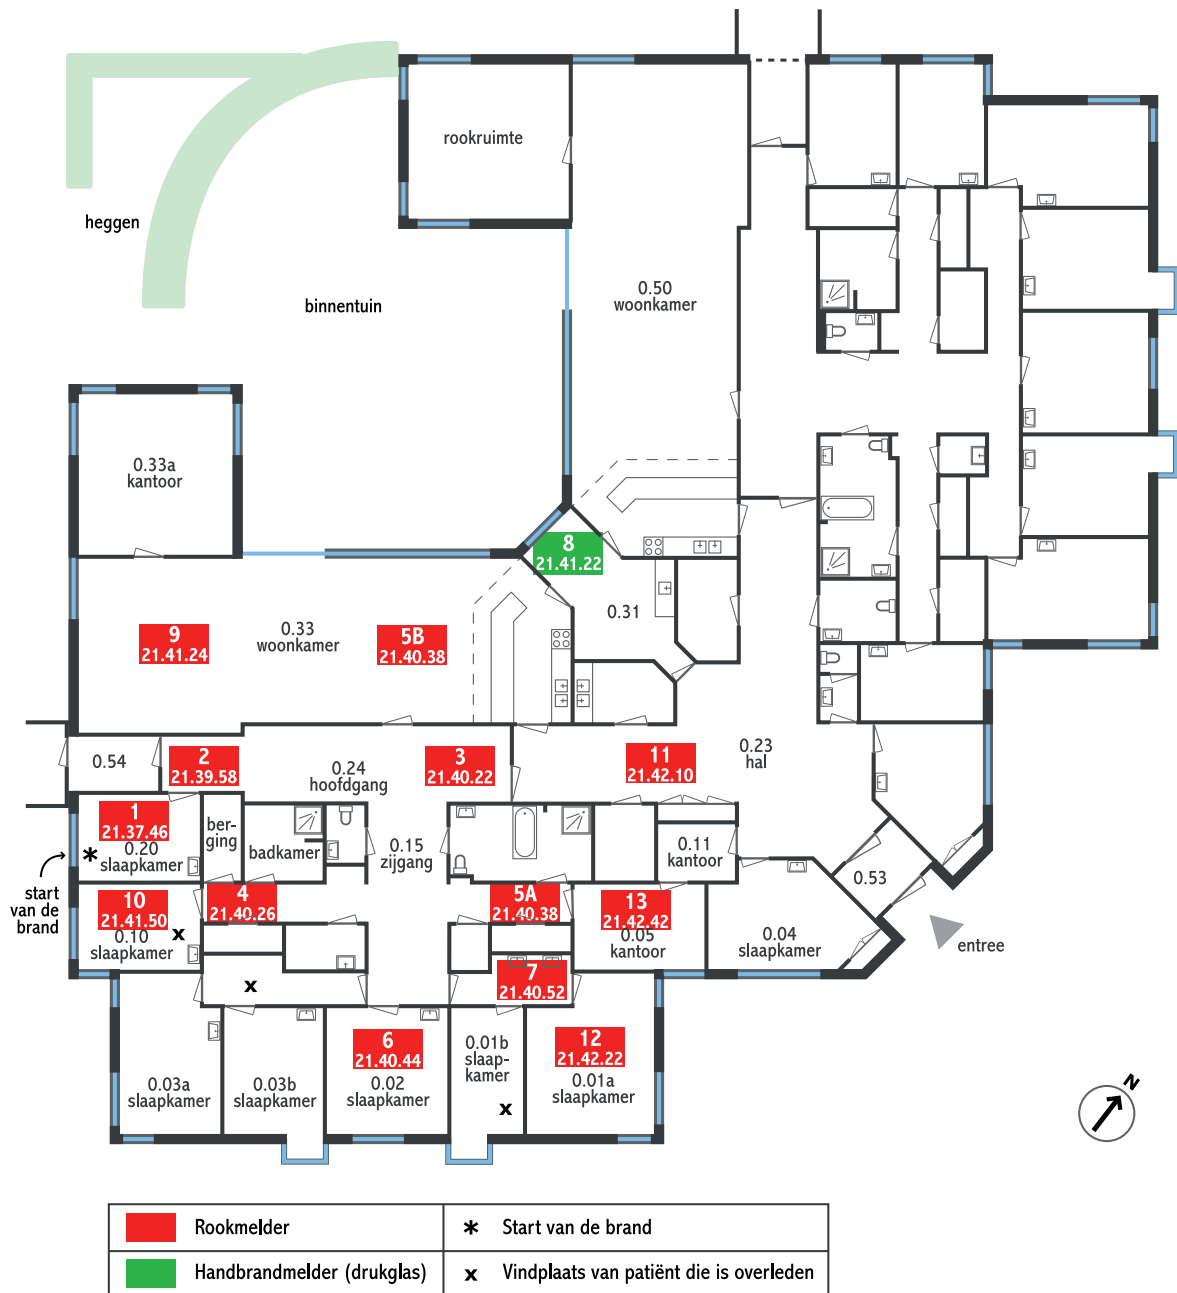 rookruimte
heggen
binnentuin
0.50
woonkamer
0.33a
kantoor
8
21.41.22
0.31
9
21.41.24
0.33
woonkamer
5B
21.40.38
0.54
2
21.39.58
0.24
hoofdgang
3
21.40.22
11
21.42.10
0.23
hal
1
21.37.46
0.20
slaapkamer
ber-
ging
badkamer
0.15
zijgang
0.11
kantoor
0.53
start
van de
brand
10
21.41.50
0.10
slaapkamer
x
4
21.40.26
5A
21.40.38
13
21.42.42
0.05
kantoor
0.04
slaapkamer
entree
x
7
21.40.52
0.03a
slaapkamer
0.03b
slaapkamer
6
21.40.44
0.02
slaapkamer
0.01b
slaap-
kamer
x
12
21.42.22
0.01a
slaapkamer
N
Rookmelder
* Start van de brand
Handbrandmelder (drukglas)
x Vindplaats van patiënt die is overleden